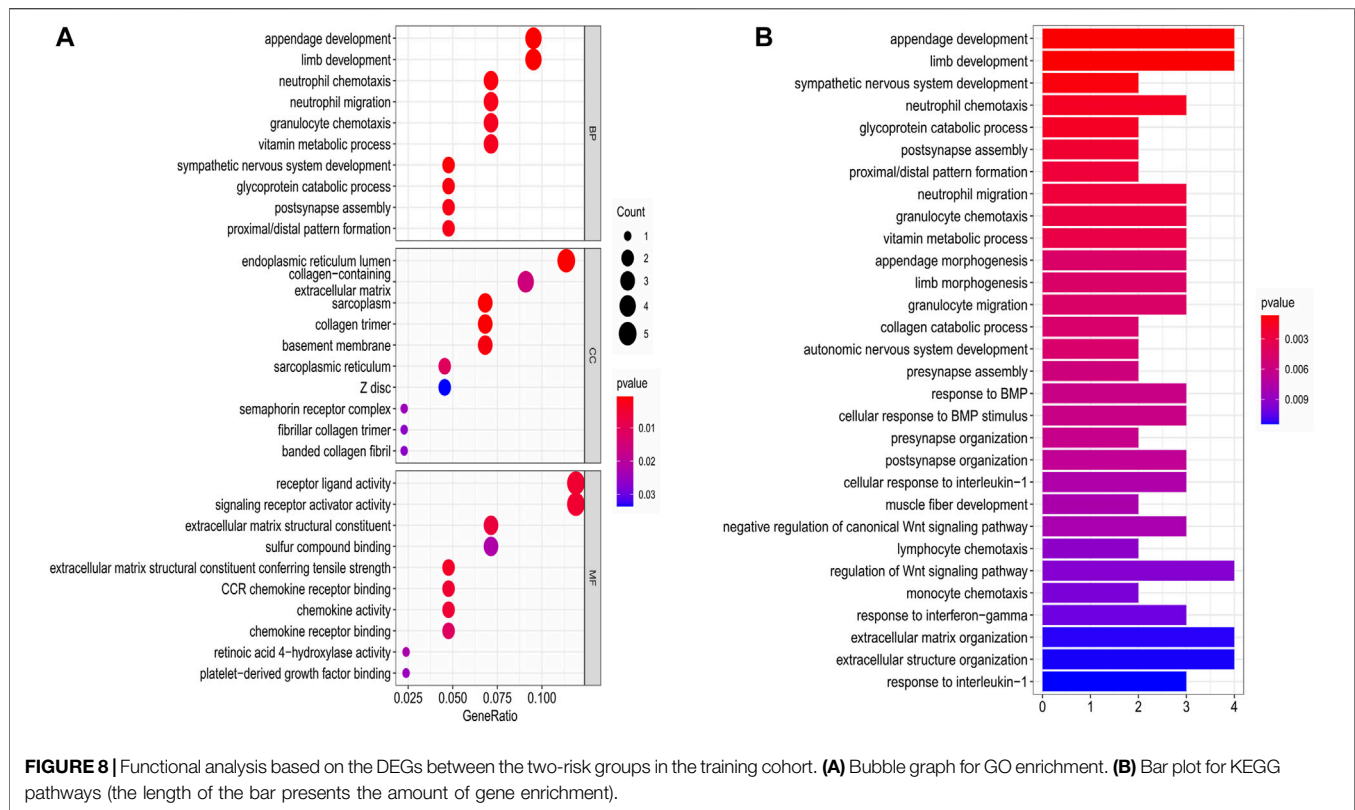 A
appendage development
limb development
neutrophil chemotaxis
neutrophil migration
granulocyte chemotaxis
vitamin metabolic process
sympathetic nervous system development
glycoprotein catabolic process
postsynapse assembly
proximal/distal pattern formation
BP
endoplasmic reticulum lumen
collagen-containing
extracellular matrix
sarcoplasm
collagen trimer
basement membrane
sarcoplasmic reticulum
Z disc
semaphorin receptor complex
fibrillar collagen trimer
banded collagen fibril
CC
receptor ligand activity
signaling receptor activator activity
extracellular matrix structural constituent
sulfur compound binding
extracellular matrix structural constituent conferring tensile strength
CCR chemokine receptor binding
chemokine activity
chemokine receptor binding
retinoic acid 4-hydroxylase activity
platelet-derived growth factor binding
MF
0.025 0.050 0.075 0.100
GeneRatio
Count
1
2
3
4
5
pvalue
0.01
0.02
0.03
B
appendage development
limb development
sympathetic nervous system development
neutrophil chemotaxis
glycoprotein catabolic process
postsynapse assembly
proximal/distal pattern formation
neutrophil migration
granulocyte chemotaxis
vitamin metabolic process
appendage morphogenesis
limb morphogenesis
granulocyte migration
collagen catabolic process
autonomic nervous system development
presynapse assembly
response to BMP
cellular response to BMP stimulus
presynapse organization
postsynapse organization
cellular response to interleukin-1
muscle fiber development
negative regulation of canonical Wnt signaling pathway
lymphocyte chemotaxis
regulation of Wnt signaling pathway
monocyte chemotaxis
response to interferon-gamma
extracellular matrix organization
extracellular structure organization
response to interleukin-1
0 1 2 3 4
pvalue
0.003
0.006
0.009
FIGURE 8 | Functional analysis based on the DEGs between the two-risk groups in the training cohort. (A) Bubble graph for GO enrichment. (B) Bar plot for KEGG
pathways (the length of the bar presents the amount of gene enrichment).